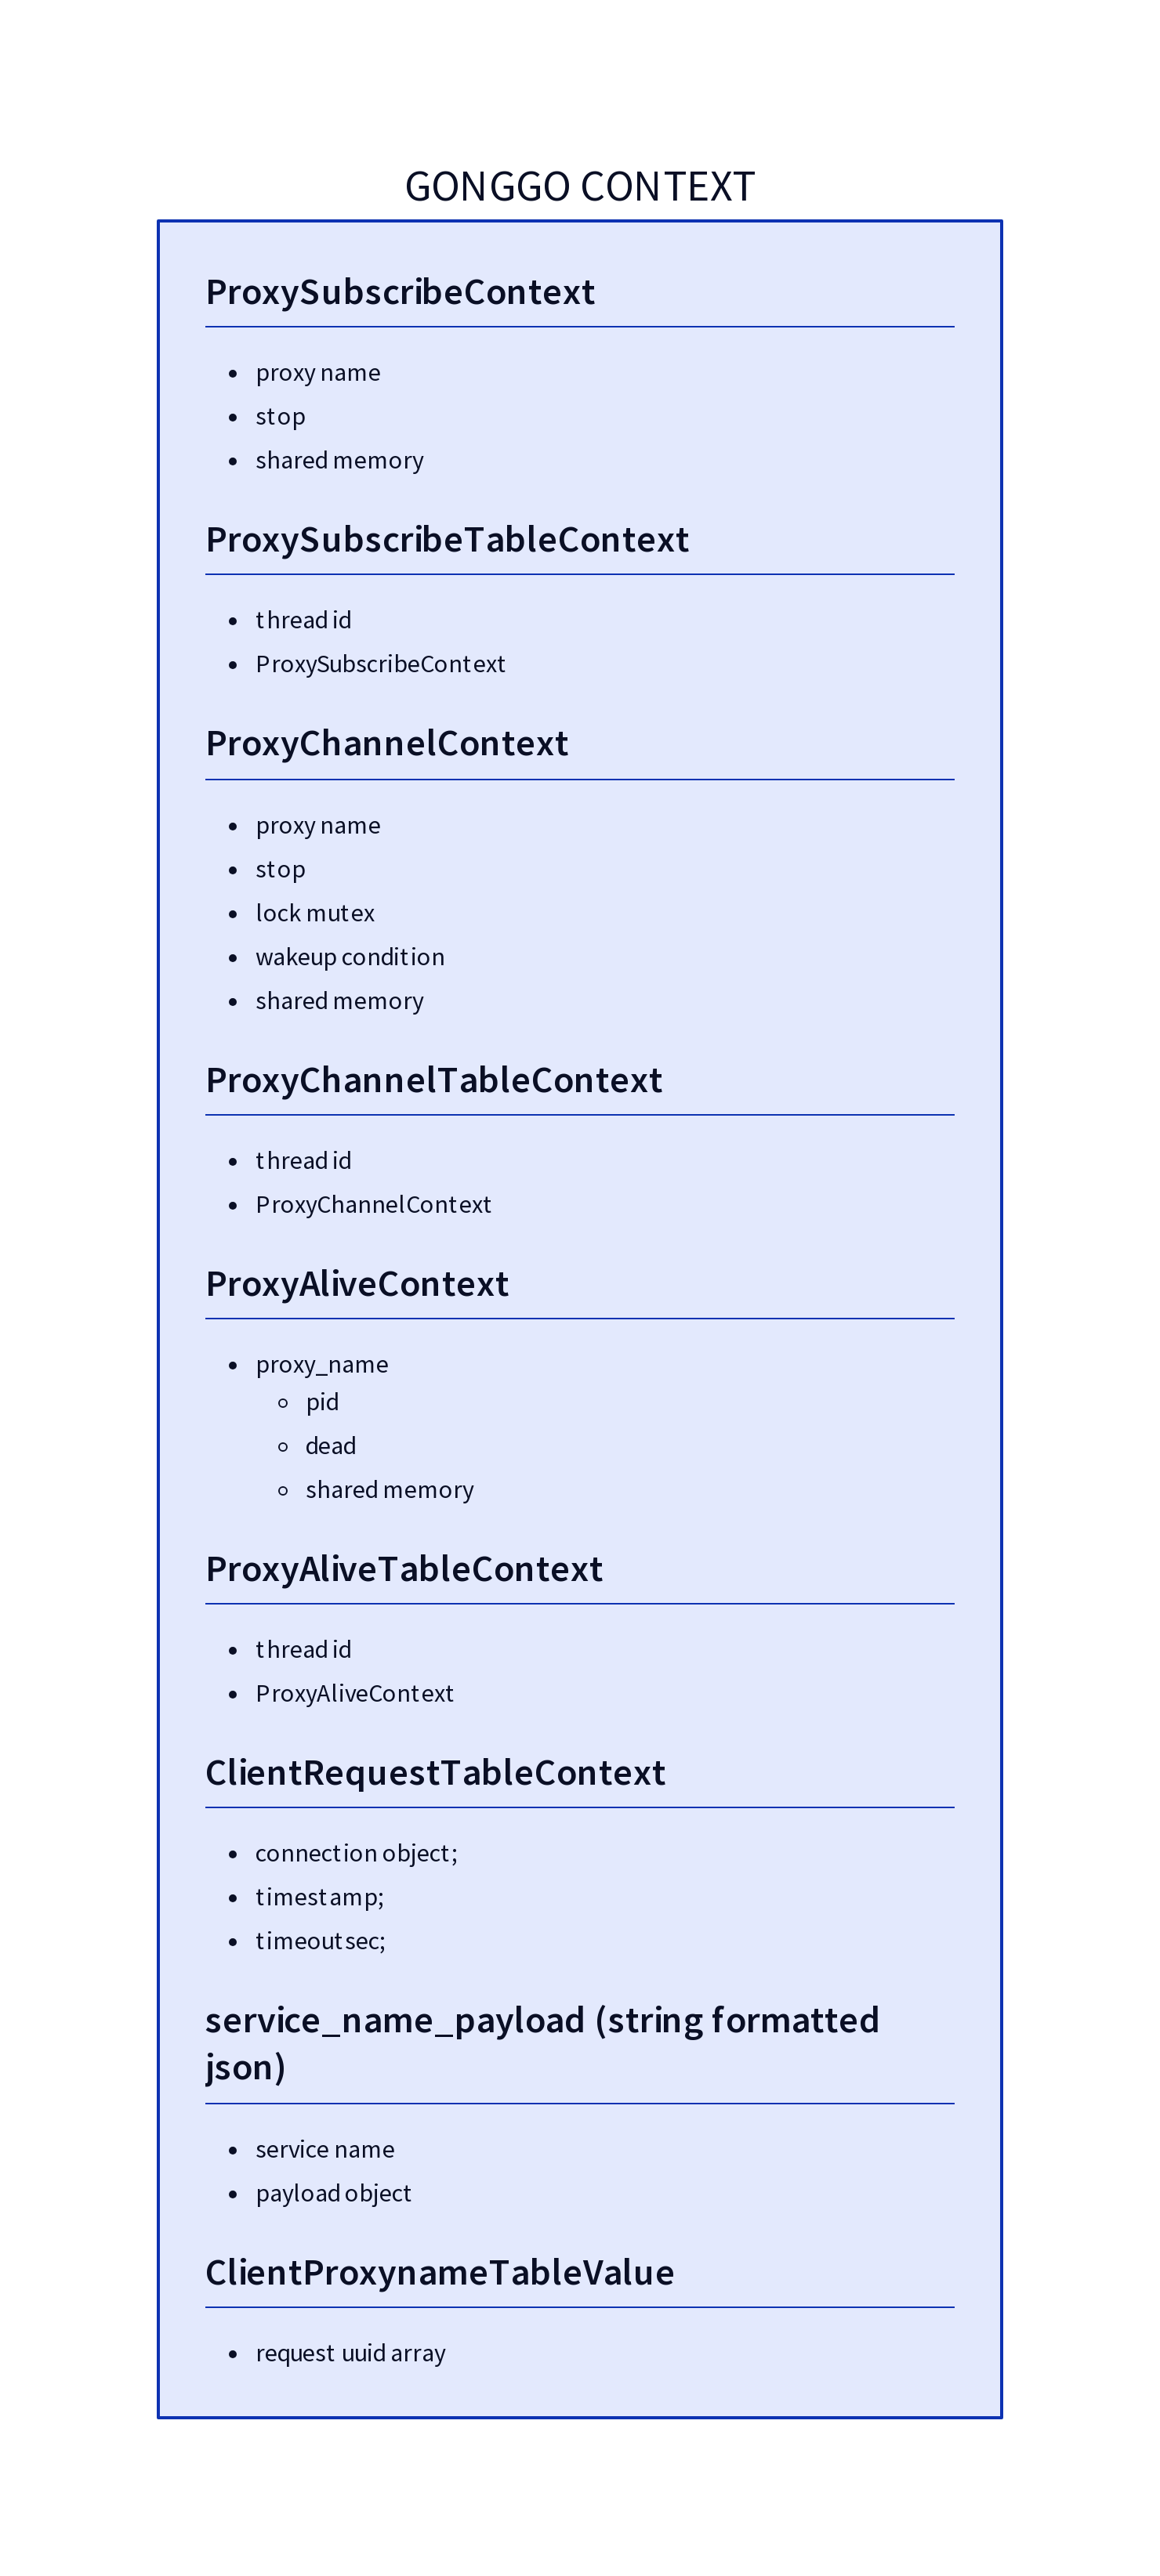 GONGGO CONTEXT
ProxySubscribeContext
proxy name
stop
shared memory
ProxySubscribeTableContext
thread id
ProxySubscribeContext
ProxyChannelContext
proxy name
stop
lock mutex
wakeup condition
shared memory
ProxyChannelTableContext
thread id
ProxyChannelContext
ProxyAliveContext
proxy_name
pid
dead
shared memory
ProxyAliveTableContext
thread id
ProxyAliveContext
ClientRequestTableContext
connection object;
timestamp;
timeoutsec;
service_name_payload (string formatted
json)
service name
payload object
ClientProxynameTableValue
request uuid array